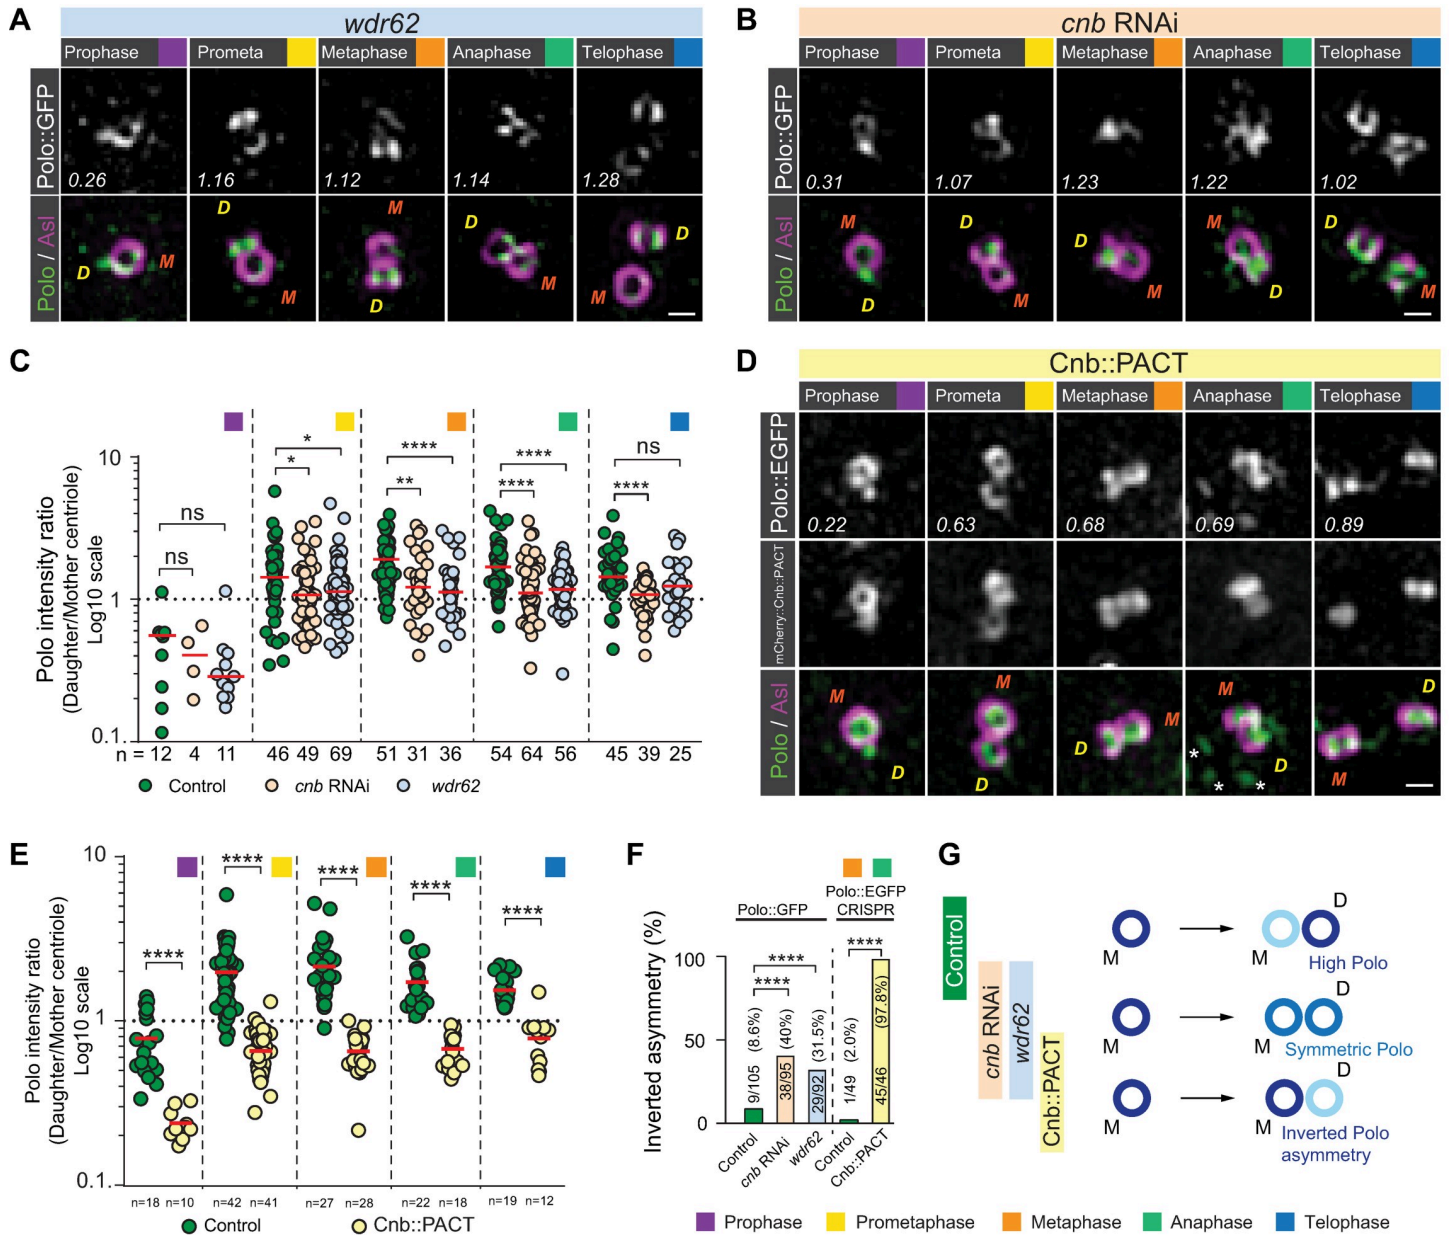 A
wdr62
Prophase Prometa Metaphase Anaphase Telophase
Polo::GFP
0.26 1.16 1.12 1.14 1.28
Polo / Asl
D M D M M D D M D M
B
cnb RNAi
Prophase Prometa Metaphase Anaphase Telophase
Polo::GFP
0.31 1.07 1.23 1.22 1.02
Polo / Asl
M D D M D M M D D M
C
Polo intensity ratio
(Daughter/Mother centriole)
Log10 scale
10
1
0.1
ns ns
* *
** ****
**** ****
**** ns
n = 12 4 11 46 49 69 51 31 36 54 64 56 45 39 25
Control cnb RNAi wdr62
D
Cnb::PACT
Prophase Prometa Metaphase Anaphase Telophase
Polo::EGFP
0.22 0.63 0.68 0.69 0.89
mCherry::Cnb::PACT
Polo / Asl
M D M D D M M D D M
* * *
E
Polo intensity ratio
(Daughter/Mother centriole)
Log10 scale
10
1
0.1
**** **** **** **** ****
n=18 n=10 n=42 n=41 n=27 n=28 n=22 n=18 n=19 n=12
Control Cnb::PACT
F
Inverted asymmetry (%)
100
50
0
Polo::GFP
Polo::EGFP
CRISPR
**** **** ****
9/105 (8.6%)
38/95 (40%)
29/92 (31.5%)
1/49 (2.0%)
45/46 (97.8%)
Control cnb RNAi wdr62 Control Cnb::PACT
G
Control
cnb RNAi
wdr62
Cnb::PACT
M M D
High Polo
M M D
Symmetric Polo
M M D
Inverted Polo
asymmetry
Prophase Prometaphase Metaphase Anaphase Telophase